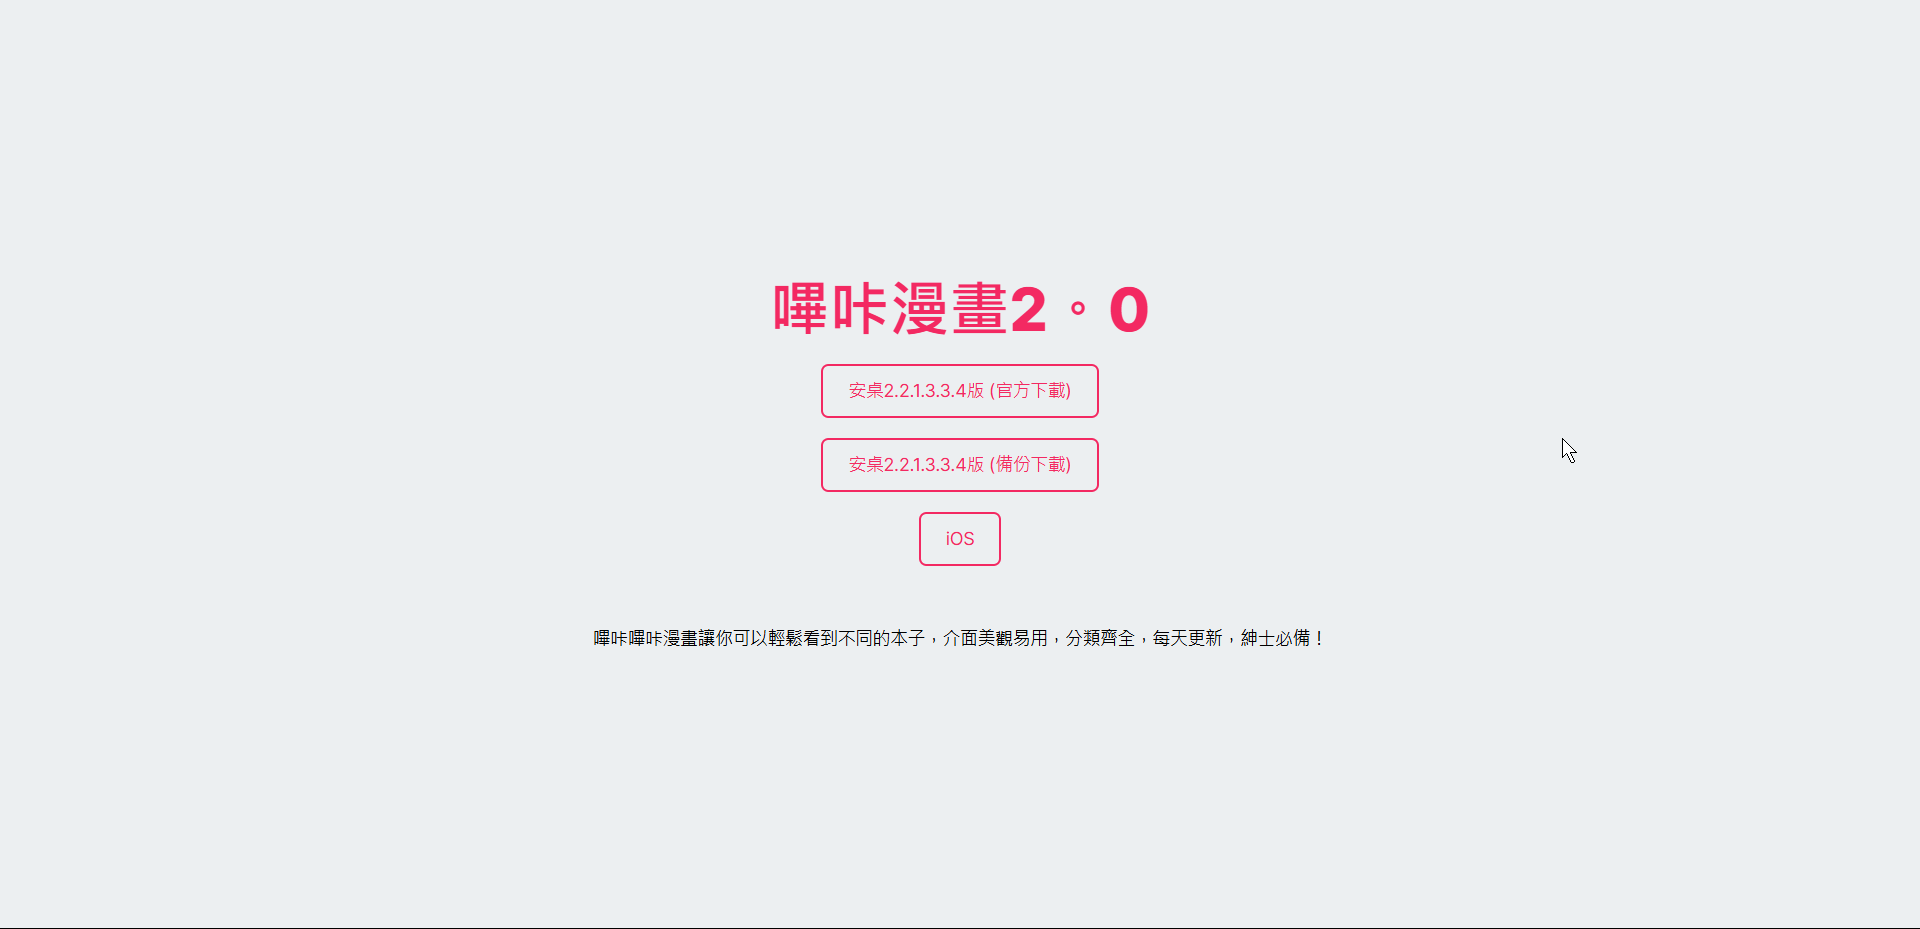 嗶咔漫畫2。0
安桌2.2.1.3.3.4版 (官方下載)
安桌2.2.1.3.3.4版 (備份下載)
iOS
嗶咔嗶咔漫畫讓你可以輕鬆看到不同的本子，介面美觀易用，分類齊全，每天更新，紳士必備！